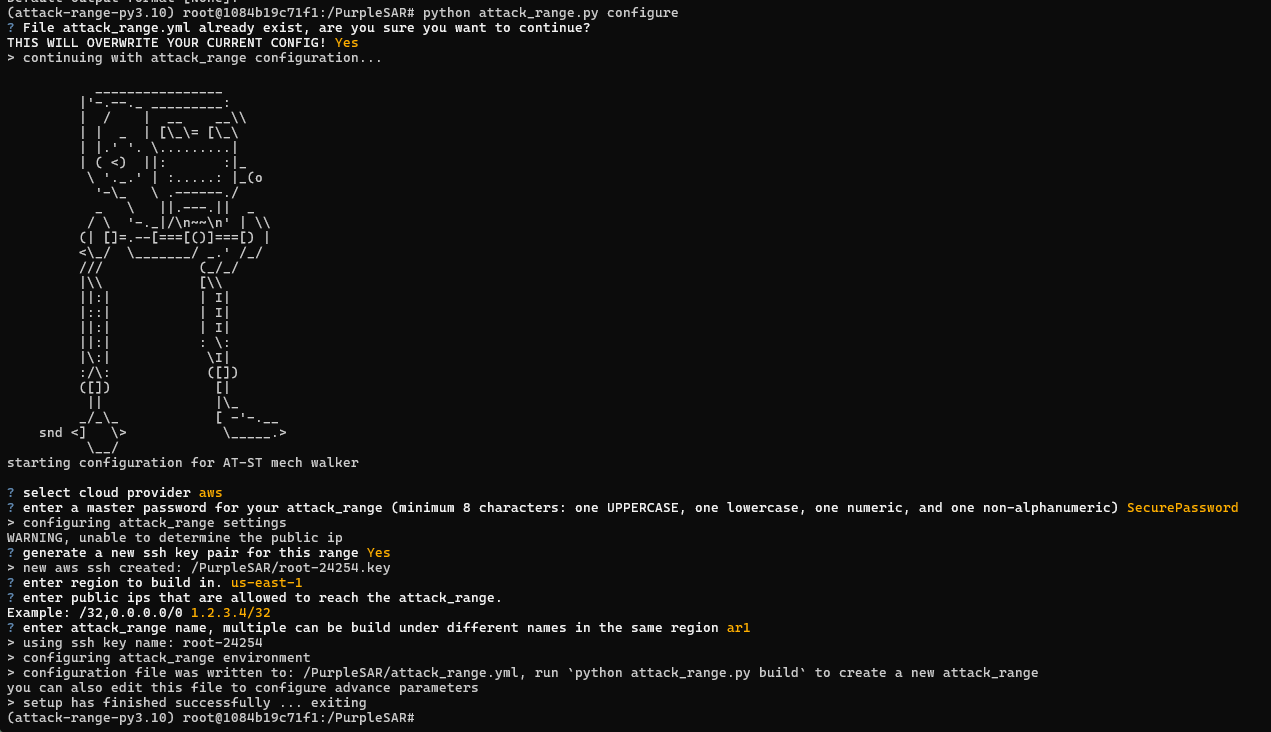 (attack-range-py3.10) root@1084b19c71f1:/PurpleSAR# python attack_range.py configure
? File attack_range.yml already exist, are you sure you want to continue?
THIS WILL OVERWRITE YOUR CURRENT CONFIG! Yes
> continuing with attack_range configuration...
snd
starting configuration for AT-ST mech walker
? select cloud provider aws
? enter a master password for your attack_range (minimum 8 characters: one UPPERCASE, one lowercase, one numeric, and one non-alphanumeric) SecurePassword
> configuring attack_range settings
WARNING, unable to determine the public ip
? generate a new ssh key pair for this range Yes
> new aws ssh created: /PurpleSAR/root-24254.key
? enter region to build in. us-east-1
? enter public ips that are allowed to reach the attack_range.
Example: /32,0.0.0.0/0 1.2.3.4/32
? enter attack_range name, multiple can be build under different names in the same region ar1
> using ssh key name: root-24254
> configuring attack_range environment
> configuration file was written to: /PurpleSAR/attack_range.yml, run `python attack_range.py build` to create a new attack_range
you can also edit this file to configure advance parameters
> setup has finished successfully ... exiting
(attack-range-py3.10) root@1084b19c71f1:/PurpleSAR#